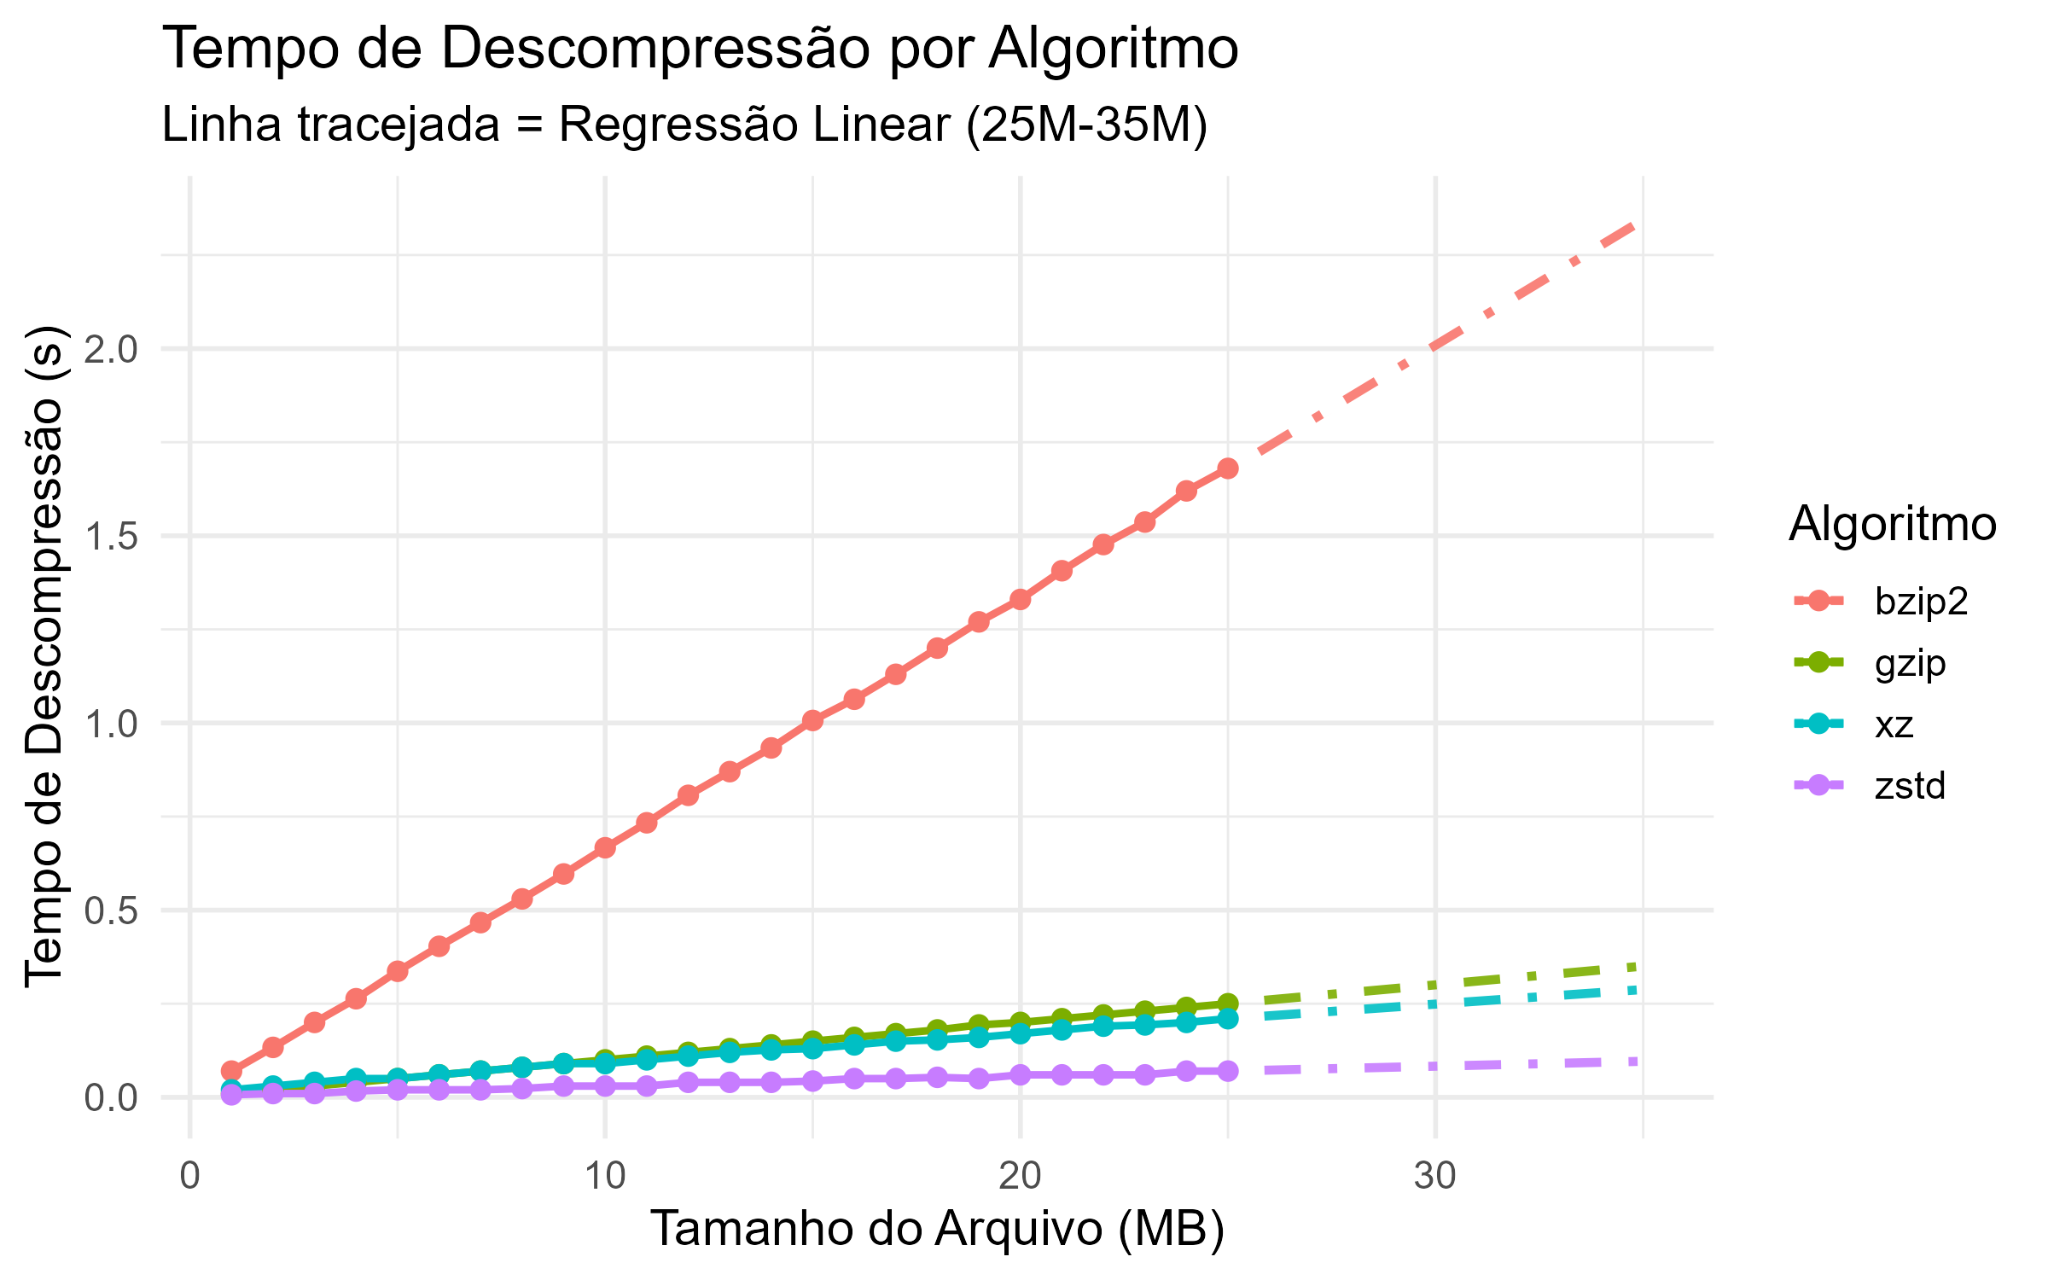 Tempo de Descompressão por Algoritmo
Linha tracejada = Regressão Linear (25M-35M)
Tempo de Descompressão (s)
2.0
1.5
1.0
0.5
0.0
0 10 20 30
Tamanho do Arquivo (MB)
Algoritmo
bzip2
gzip
xz
zstd